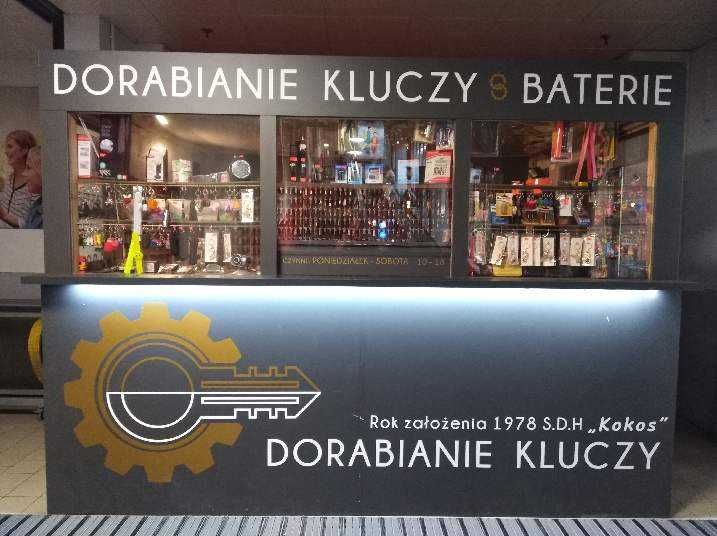 DORABIANIE KLUCZY BATERIE
CZYNNE: PONIEDZIAŁEK - SOBOTA 10 - 18
Rok założenia 1978 S.D.H „Kokos”
DORABIANIE KLUCZY